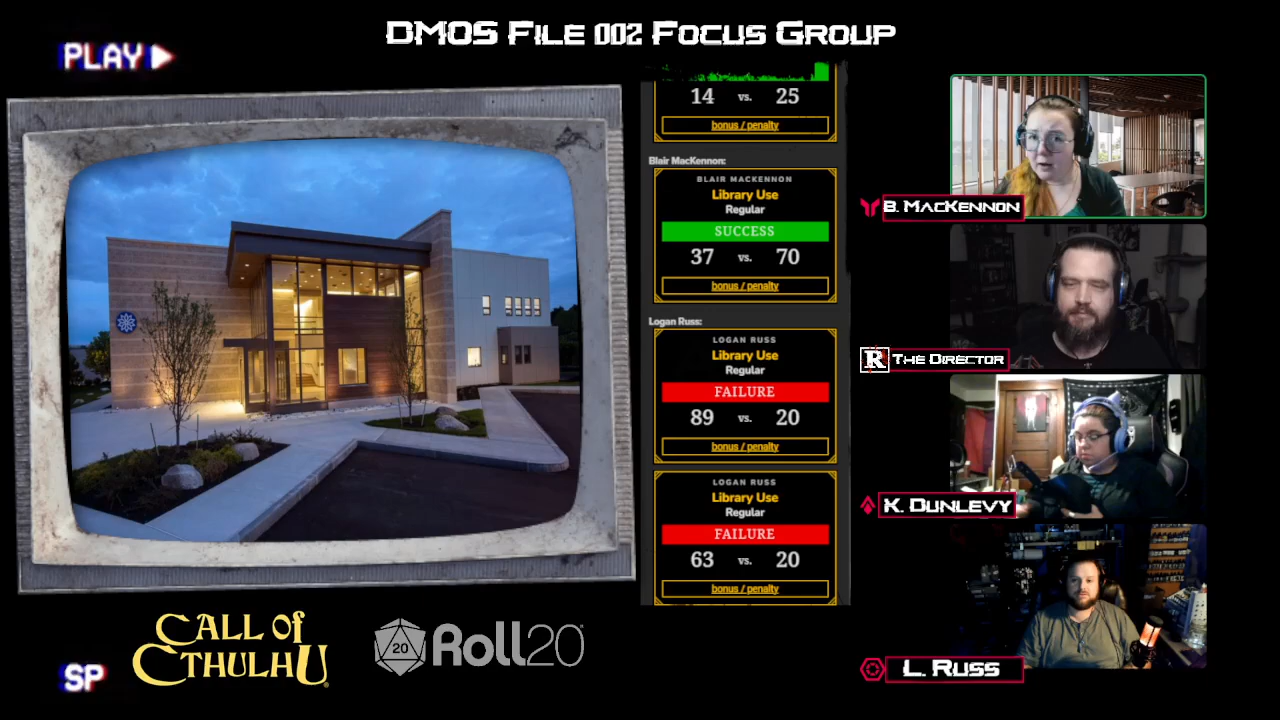 DMOS File 002 Focus Group
PLAY
14 vs. 25
bonus / penalty
Blair MacKennon:
BLAIR MACKENNON
Library Use
Regular
SUCCESS
37 vs. 70
bonus / penalty
Logan Russ:
LOGAN RUSS
Library Use
Regular
FAILURE
89 vs. 20
bonus / penalty
LOGAN RUSS
Library Use
Regular
FAILURE
63 vs. 20
bonus / penalty
B. MacKennon
R The Director
K. Dunlevy
L. Russ
SP
CALL of
CTHULHU
20
Roll20